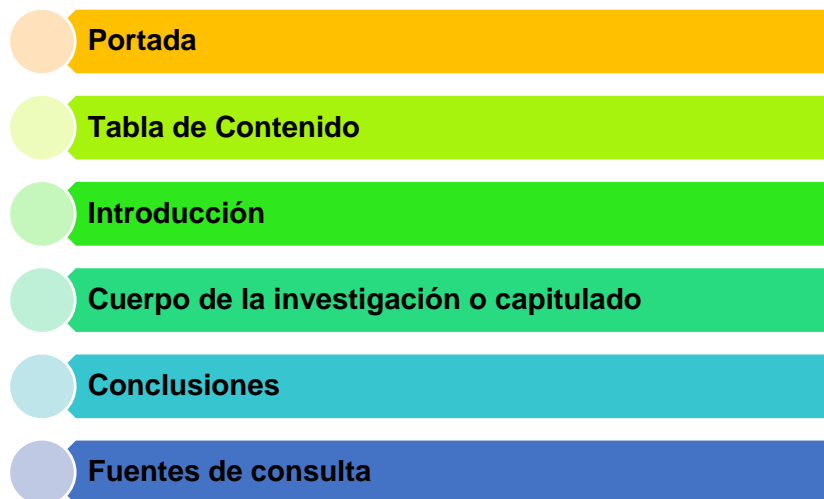 Portada
Tabla de Contenido
Introducción
Cuerpo de la investigación o capitulado
Conclusiones
Fuentes de consulta